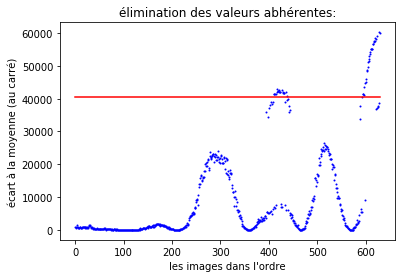 élimination des valeurs abhérentes:
écart à la moyenne (au carré)
60000
50000
40000
30000
20000
10000
0
0 100 200 300 400 500 600
les images dans l'ordre